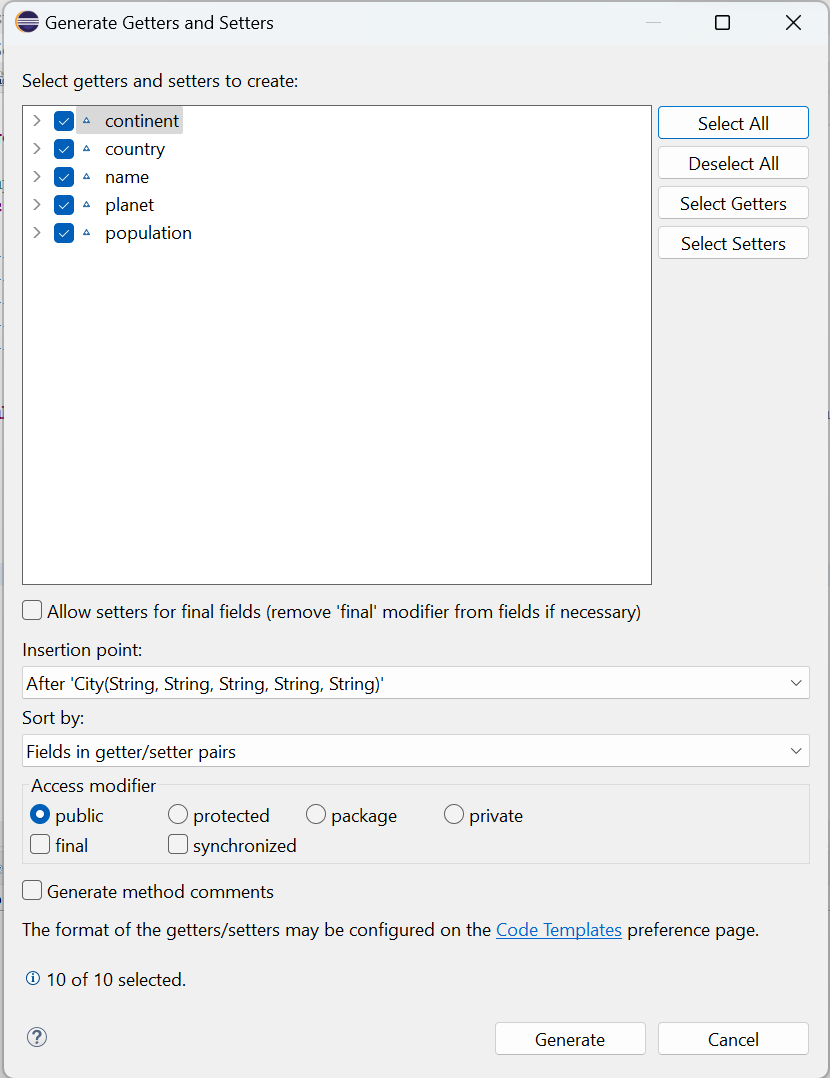 Generate Getters and Setters
Select getters and setters to create:
continent
country
name
planet
population
Select All
Deselect All
Select Getters
Select Setters
Allow setters for final fields (remove 'final' modifier from fields if necessary)
Insertion point:
After 'City(String, String, String, String, String)'
Sort by:
Fields in getter/setter pairs
Access modifier
public protected package private
final synchronized
Generate method comments
The format of the getters/setters may be configured on the Code Templates preference page.
10 of 10 selected.
Generate Cancel